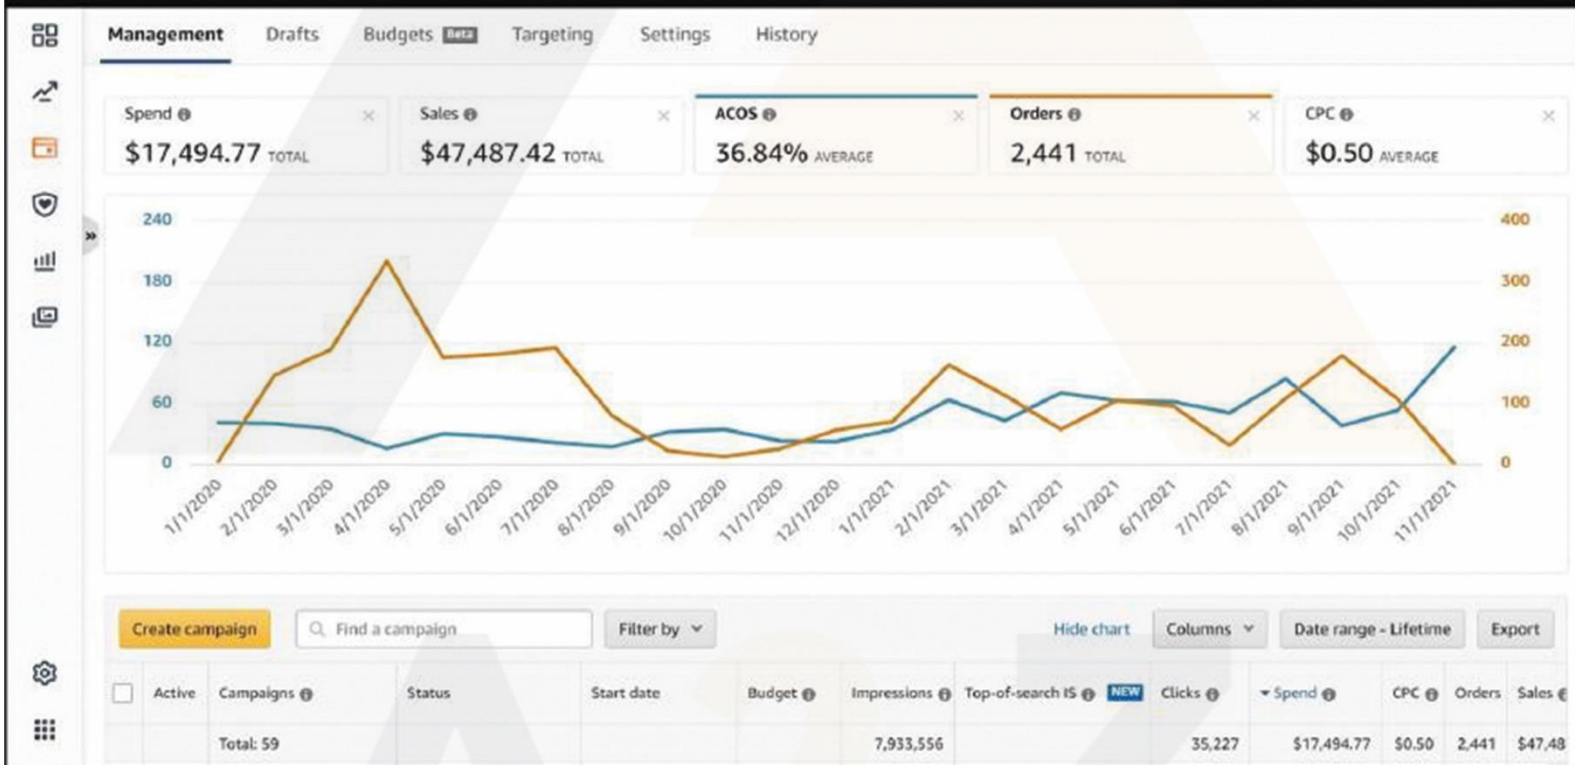 Management Drafts Budgets Beta Targeting Settings History
Spend Sales ACOS Orders CPC
$17,494.77 TOTAL $47,487.42 TOTAL 36.84% AVERAGE 2,441 TOTAL $0.50 AVERAGE
240 400
180 300
120 200
60 100
0 0
1/1/2020 2/1/2020 3/1/2020 4/1/2020 5/1/2020 6/1/2020 7/1/2020 8/1/2020 9/1/2020 10/1/2020 11/1/2020 12/1/2020 1/1/2021 2/1/2021 3/1/2021 4/1/2021 5/1/2021 6/1/2021 7/1/2021 8/1/2021 9/1/2021 10/1/2021 11/1/2021
Create campaign Find a campaign Filter by Hide chart Columns Date range - Lifetime Export
Active Campaigns Status Start date Budget Impressions Top-of-search IS NEW Clicks Spend CPC Orders Sales
Total: 59 7,933,556 35,227 $17,494.77 $0.50 2,441 $47,48